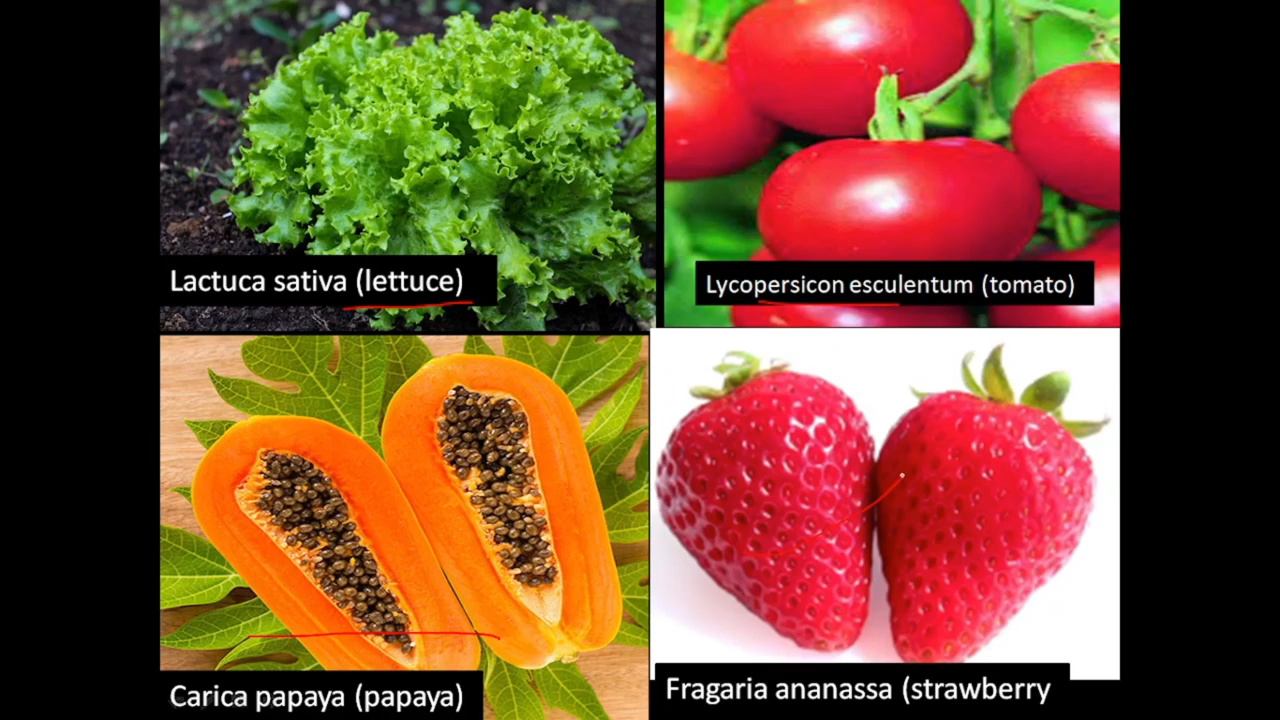 Lactuca sativa (lettuce)
Lycopersicon esculentum (tomato)
Carica papaya (papaya)
Fragaria ananassa (strawberry